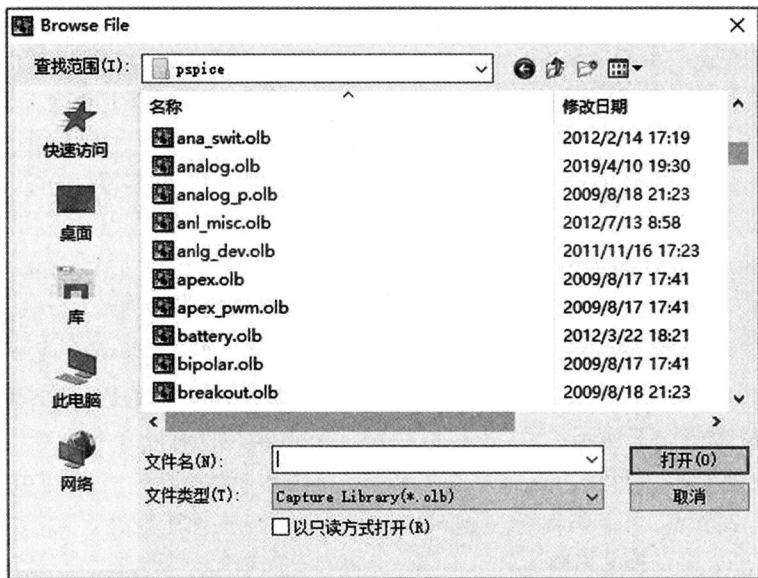 Browse File
查找范围(I): pspice
名称 修改日期
ana_swit.olb 2012/2/14 17:19
analog.olb 2019/4/10 19:30
analog_p.olb 2009/8/18 21:23
anl_misc.olb 2012/7/13 8:58
anlg_dev.olb 2011/11/16 17:23
apex.olb 2009/8/17 17:41
apex_pwm.olb 2009/8/17 17:41
battery.olb 2012/3/22 18:21
bipolar.olb 2009/8/17 17:41
breakout.olb 2009/8/18 21:23
快速访问
桌面
库
此电脑
网络
文件名(N): 打开(O)
文件类型(T): Capture Library(*.olb) 取消
以只读方式打开(R)